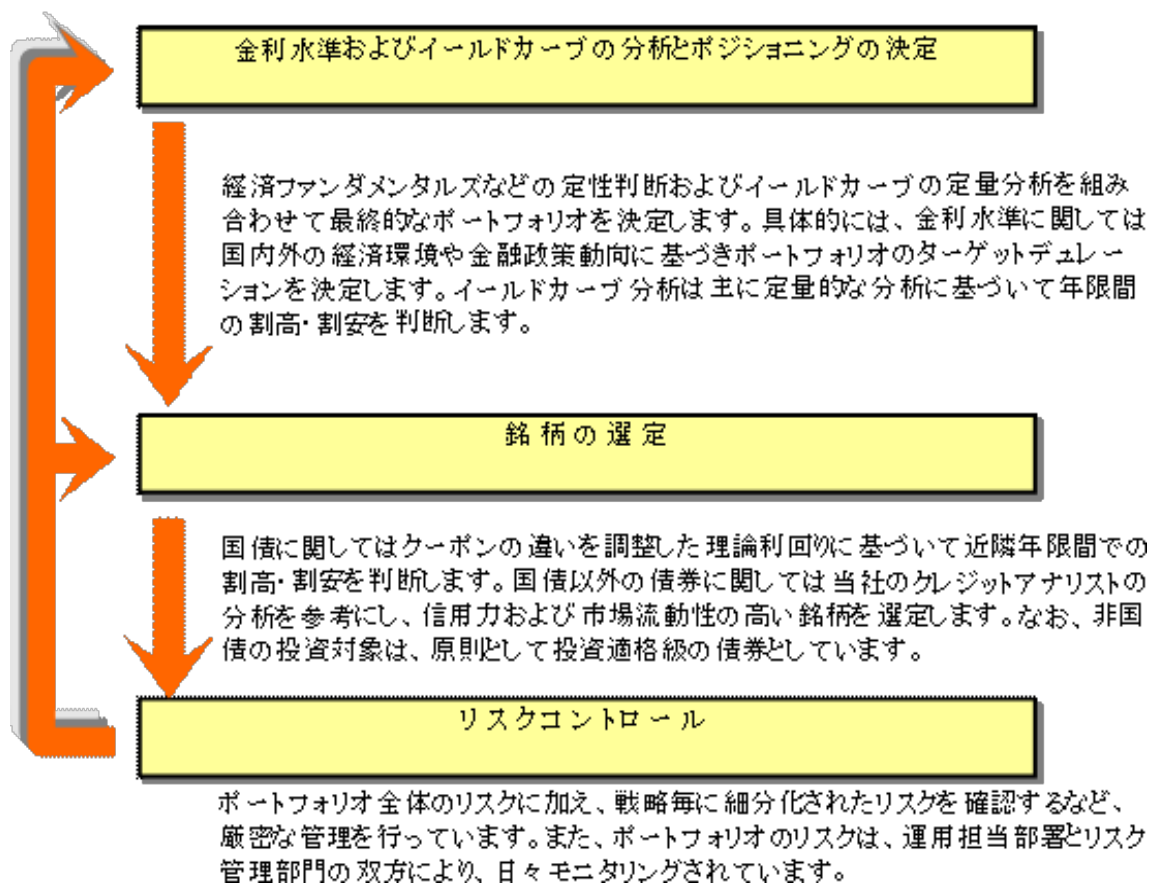 金利水準およびイールドカーブの分析とポジショニングの決定
経済ファンダメンタルズなどの定性判断およびイールドカーブの定量分析を組み
合わせて最終的なポートフォリオを決定します。具体的には、金利水準に関しては
国内外の経済環境や金融政策動向に基づきポートフォリオのターゲットデュレー
ションを決定します。イールドカーブ分析は主に定量的な分析に基づいて年限間
の割高・割安を判断します。
銘柄の選定
国債に関してはクーポンの違いを調整した理論利回りに基づいて近隣年限間での
割高・割安を判断します。国債以外の債券に関しては当社のクレジットアナリストの
分析を参考にし、信用力および市場流動性の高い銘柄を選定します。なお、非国
債の投資対象は、原則として投資適格級の債券としています。
リスクコントロール
ポートフォリオ全体のリスクに加え、戦略毎に細分化されたリスクを確認するなど、
厳密な管理を行っています。また、ポートフォリオのリスクは、運用担当部署とリスク
管理部門の双方により、日々モニタリングされています。